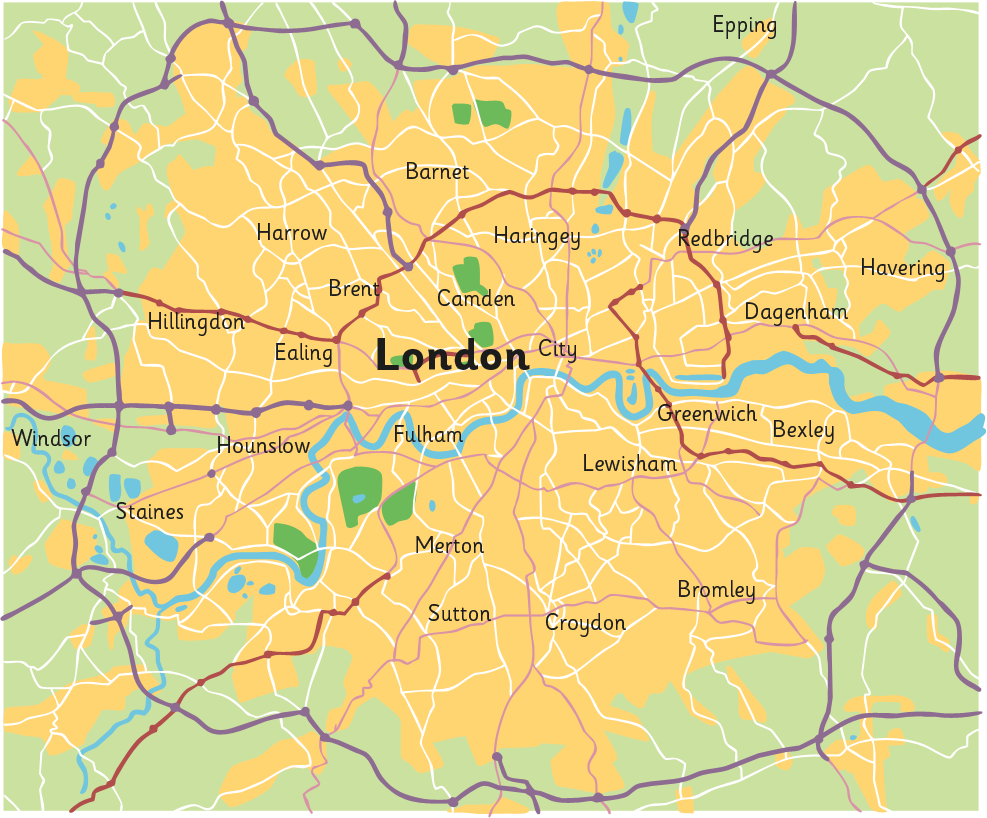 Epping
Barnet
Harrow
Haringey
Redbridge
Havering
Brent
Camden
Hillingdon
Dagenham
Ealing
London
City
Windsor
Hounslow
Fulham
Greenwich
Bexley
Lewisham
Staines
Merton
Bromley
Sutton
Croydon